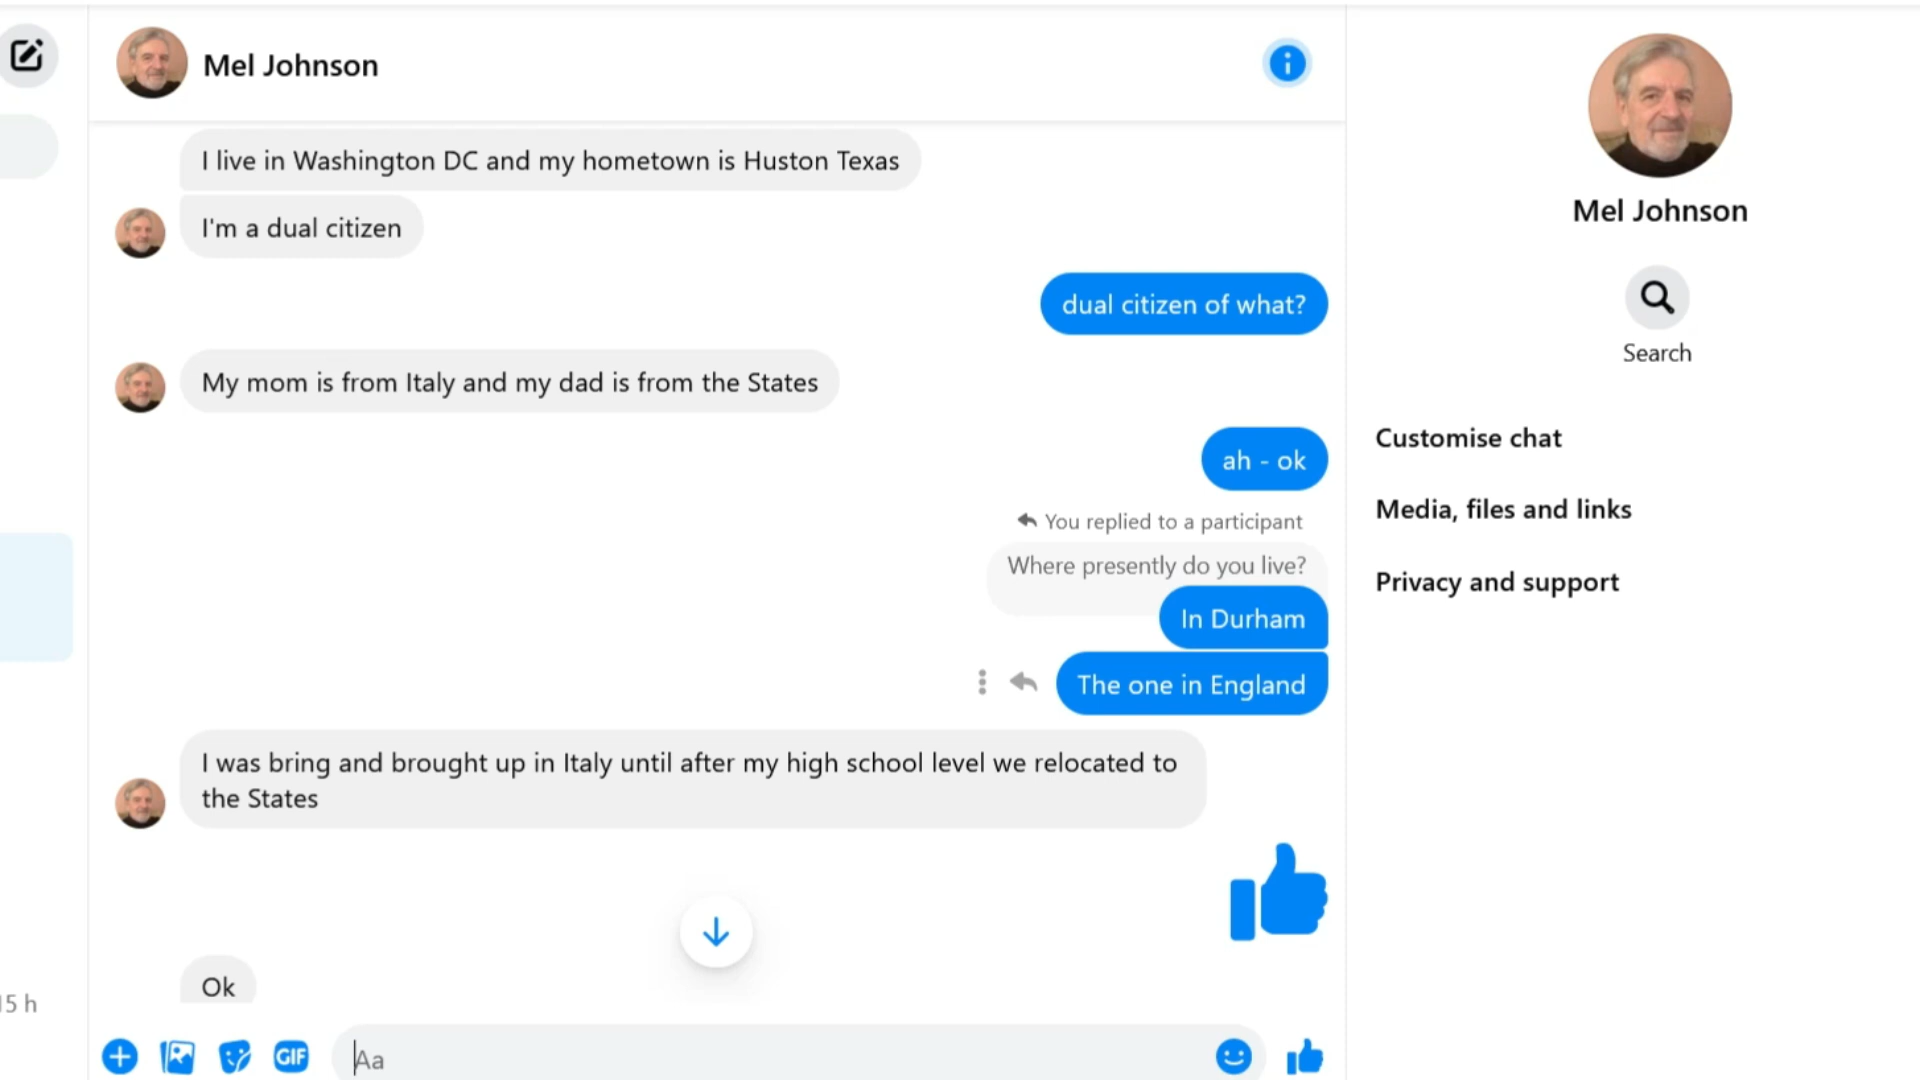 Mel Johnson
I live in Washington DC and my hometown is Huston Texas
I'm a dual citizen
dual citizen of what?
My mom is from Italy and my dad is from the States
ah - ok
You replied to a participant
Where presently do you live?
In Durham
The one in England
I was bring and brought up in Italy until after my high school level we relocated to
the States
Ok
15 h
GIF
Aa
Mel Johnson
Search
Customise chat
Media, files and links
Privacy and support